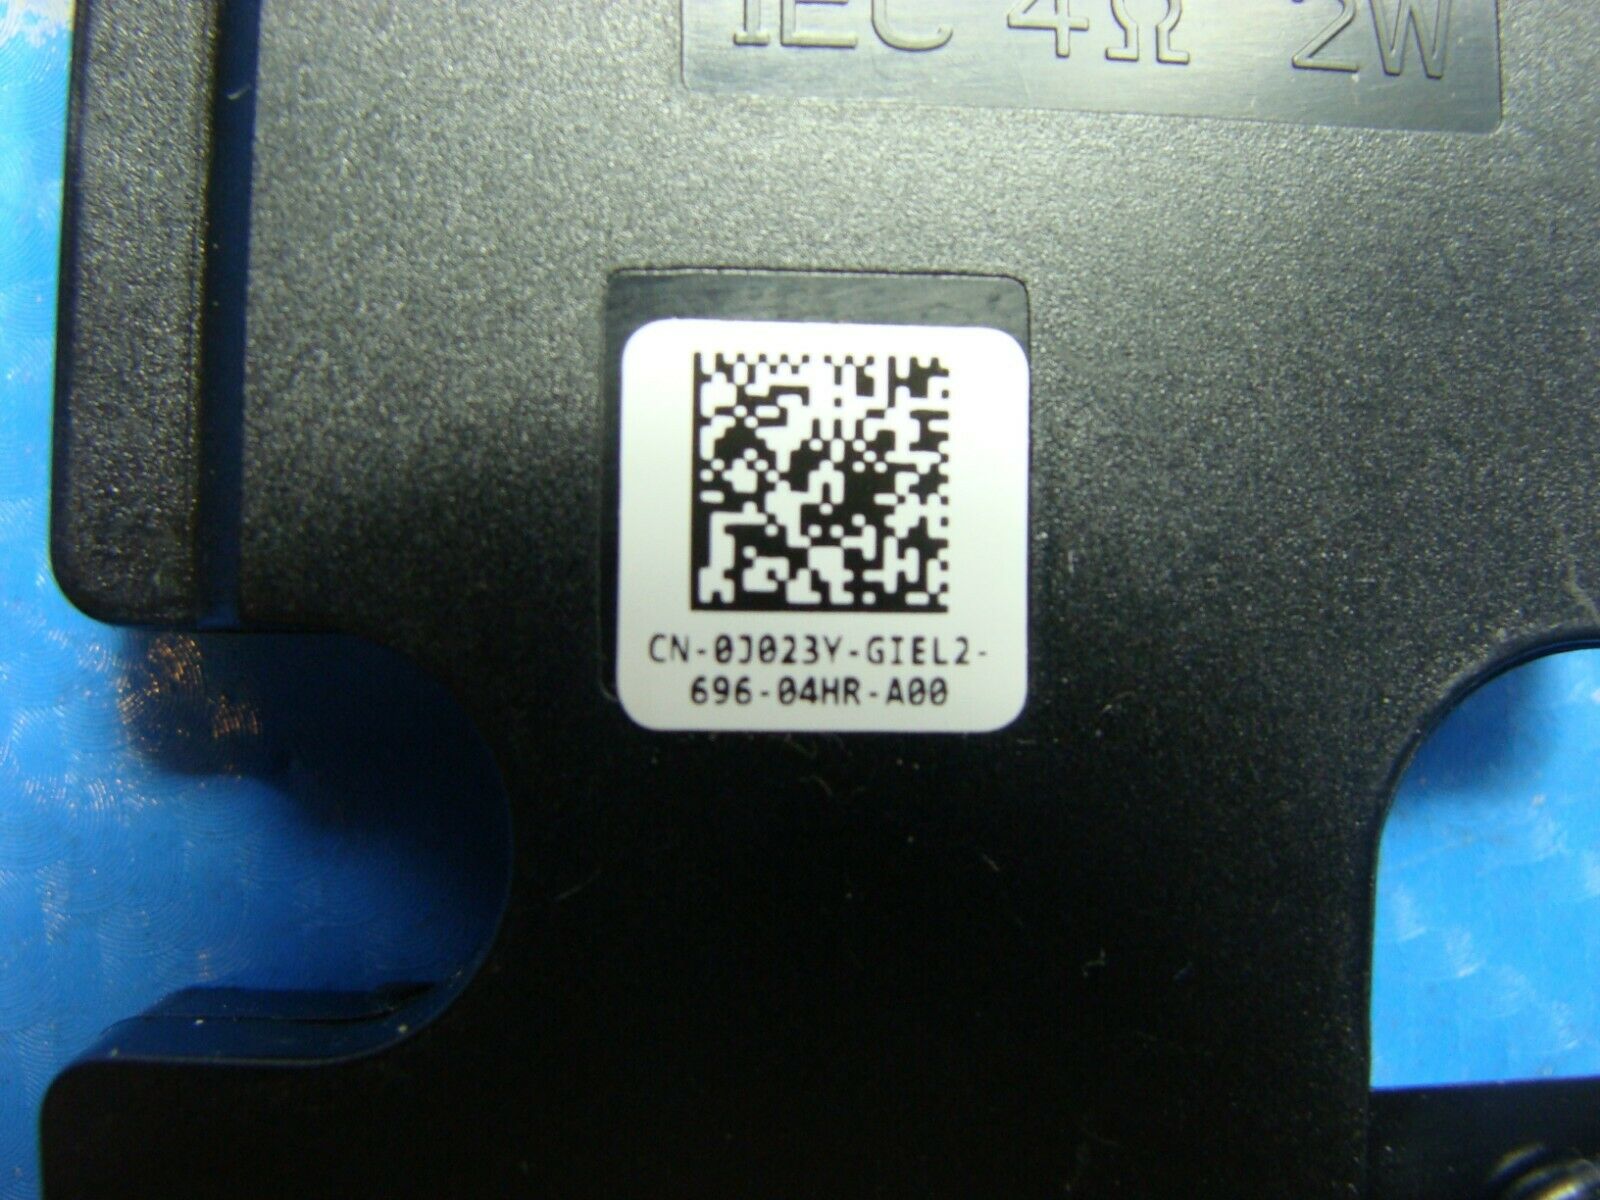 IEC 4Ω 2W
CN-0J023Y-GIEL2-
696-04HR-A00